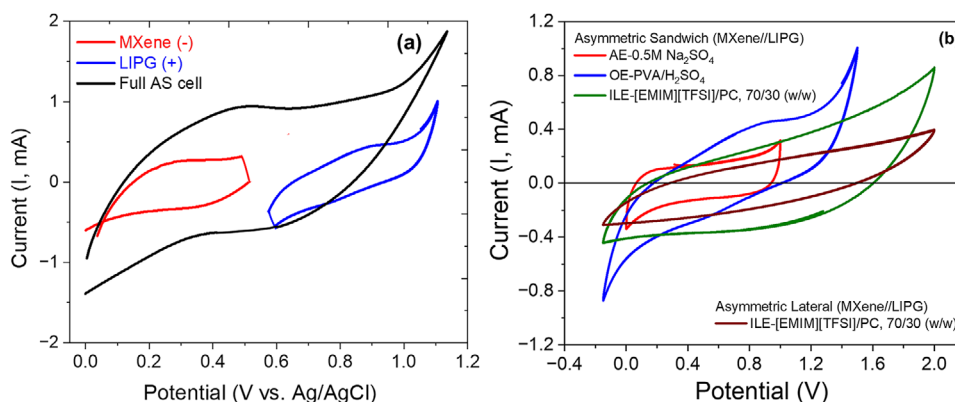 2
1
0
1
−2
0.0
0.2
0.4
0.6
0.8
1.0
Current (I, mA)
Potential (V vs. Ag/AgCl)
(a)
MXene (-)
LIPG (+)
Full AS cell
1.2
0.8
0.4
0.0
−0.4
−0.8
−1.2
−0.4
0.0
0.4
0.8
1.2
1.6
2.0
Current (I, mA)
Potential (V)
(b)
Asymmetric Sandwich (MXene//LIPG)
AE-0.5M Na₂SO₄
OE-PVA/H₂SO₄
ILE-[EMIM][TFSI]/PC, 70/30 (w/w)
Asymmetric Lateral (MXene//LIPG)
ILE-[EMIM][TFSI]/PC, 70/30 (w/w)